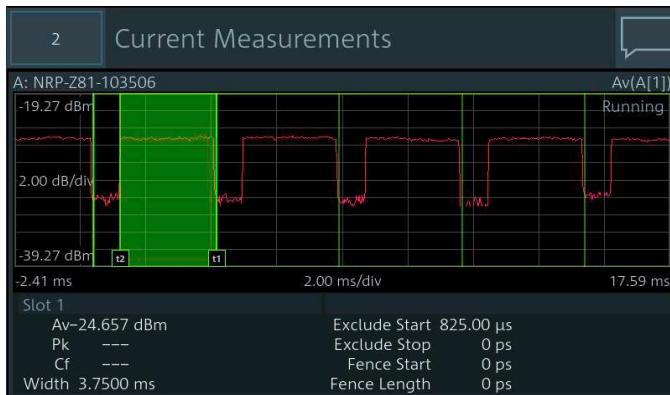 2 Current Measurements
A: NRP-Z81-103506 Av(A[1])
-19.27 dBm Running
2.00 dB/div
-39.27 dBm t2 t1
-2.41 ms 2.00 ms/div 17.59 ms
Slot 1
Av -24.657 dBm Exclude Start 825.00 µs
Pk --- Exclude Stop 0 ps
Cf --- Fence Start 0 ps
Width 3.7500 ms Fence Length 0 ps